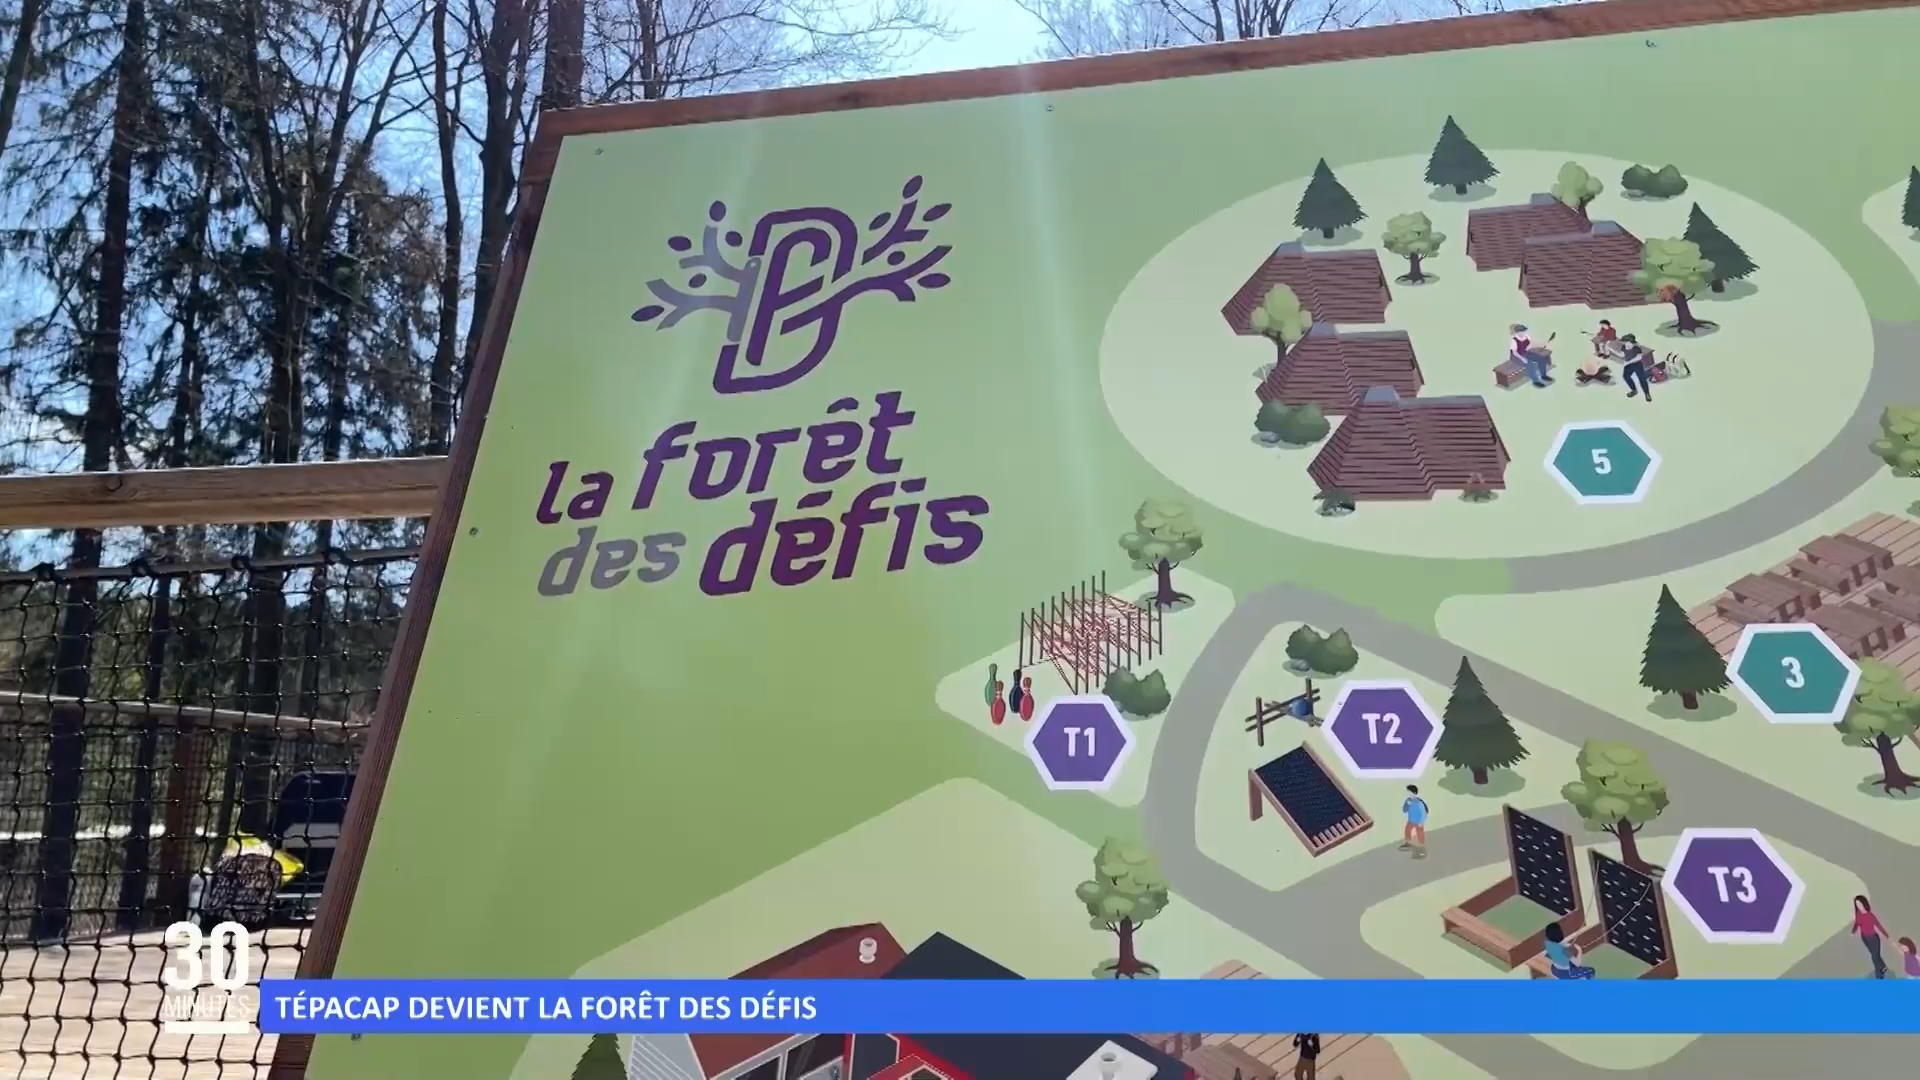 la forêt
des défis
5
3
T1
T2
T3
30
MINUTES
TÉPACAP DEVIENT LA FORÊT DES DÉFIS